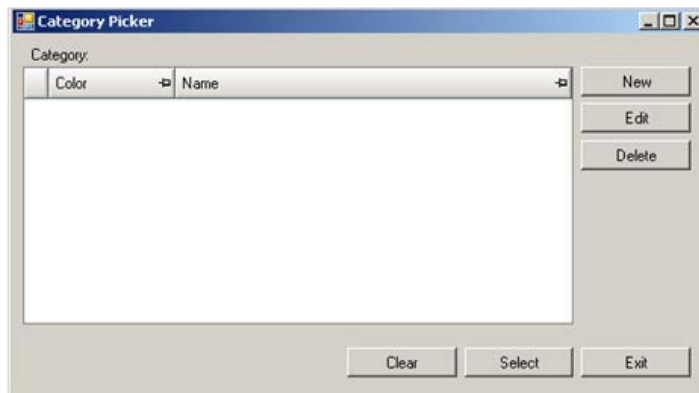 Category Picker
Category:
Color Name New
Edit
Delete
Clear Select Exit